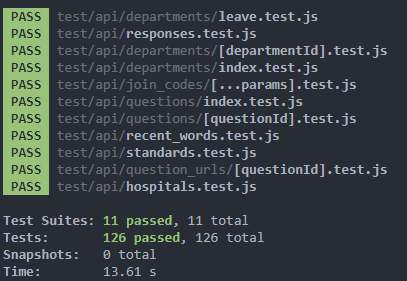 PASS test/api/departments/leave.test.js
PASS test/api/responses.test.js
PASS test/api/departments/[departmentId].test.js
PASS test/api/departments/index.test.js
PASS test/api/join_codes/[...params].test.js
PASS test/api/questions/index.test.js
PASS test/api/questions/[questionId].test.js
PASS test/api/recent_words.test.js
PASS test/api/standards.test.js
PASS test/api/question_urls/[questionId].test.js
PASS test/api/hospitals.test.js
Test Suites: 11 passed, 11 total
Tests: 126 passed, 126 total
Snapshots: 0 total
Time: 13.61 s